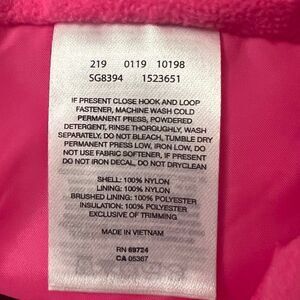 219 0119 10198
SG8394 1523651
IF PRESENT CLOSE HOOK AND LOOP
FASTENER, MACHINE WASH COLD
PERMANENT PRESS, POWDERED
DETERGENT, RINSE THOROUGHLY, WASH
SEPARATELY, DO NOT BLEACH, TUMBLE DRY
PERMANENT PRESS LOW, IRON LOW, DO
NOT USE FABRIC SOFTENER, IF PRESENT
DO NOT IRON DECAL, DO NOT DRYCLEAN
SHELL: 100% NYLON
LINING: 100% NYLON
BRUSHED LINING: 100% POLYESTER
INSULATION: 100% POLYESTER
EXCLUSIVE OF TRIMMING
MADE IN VIETNAM
RN 69724
CA 05367